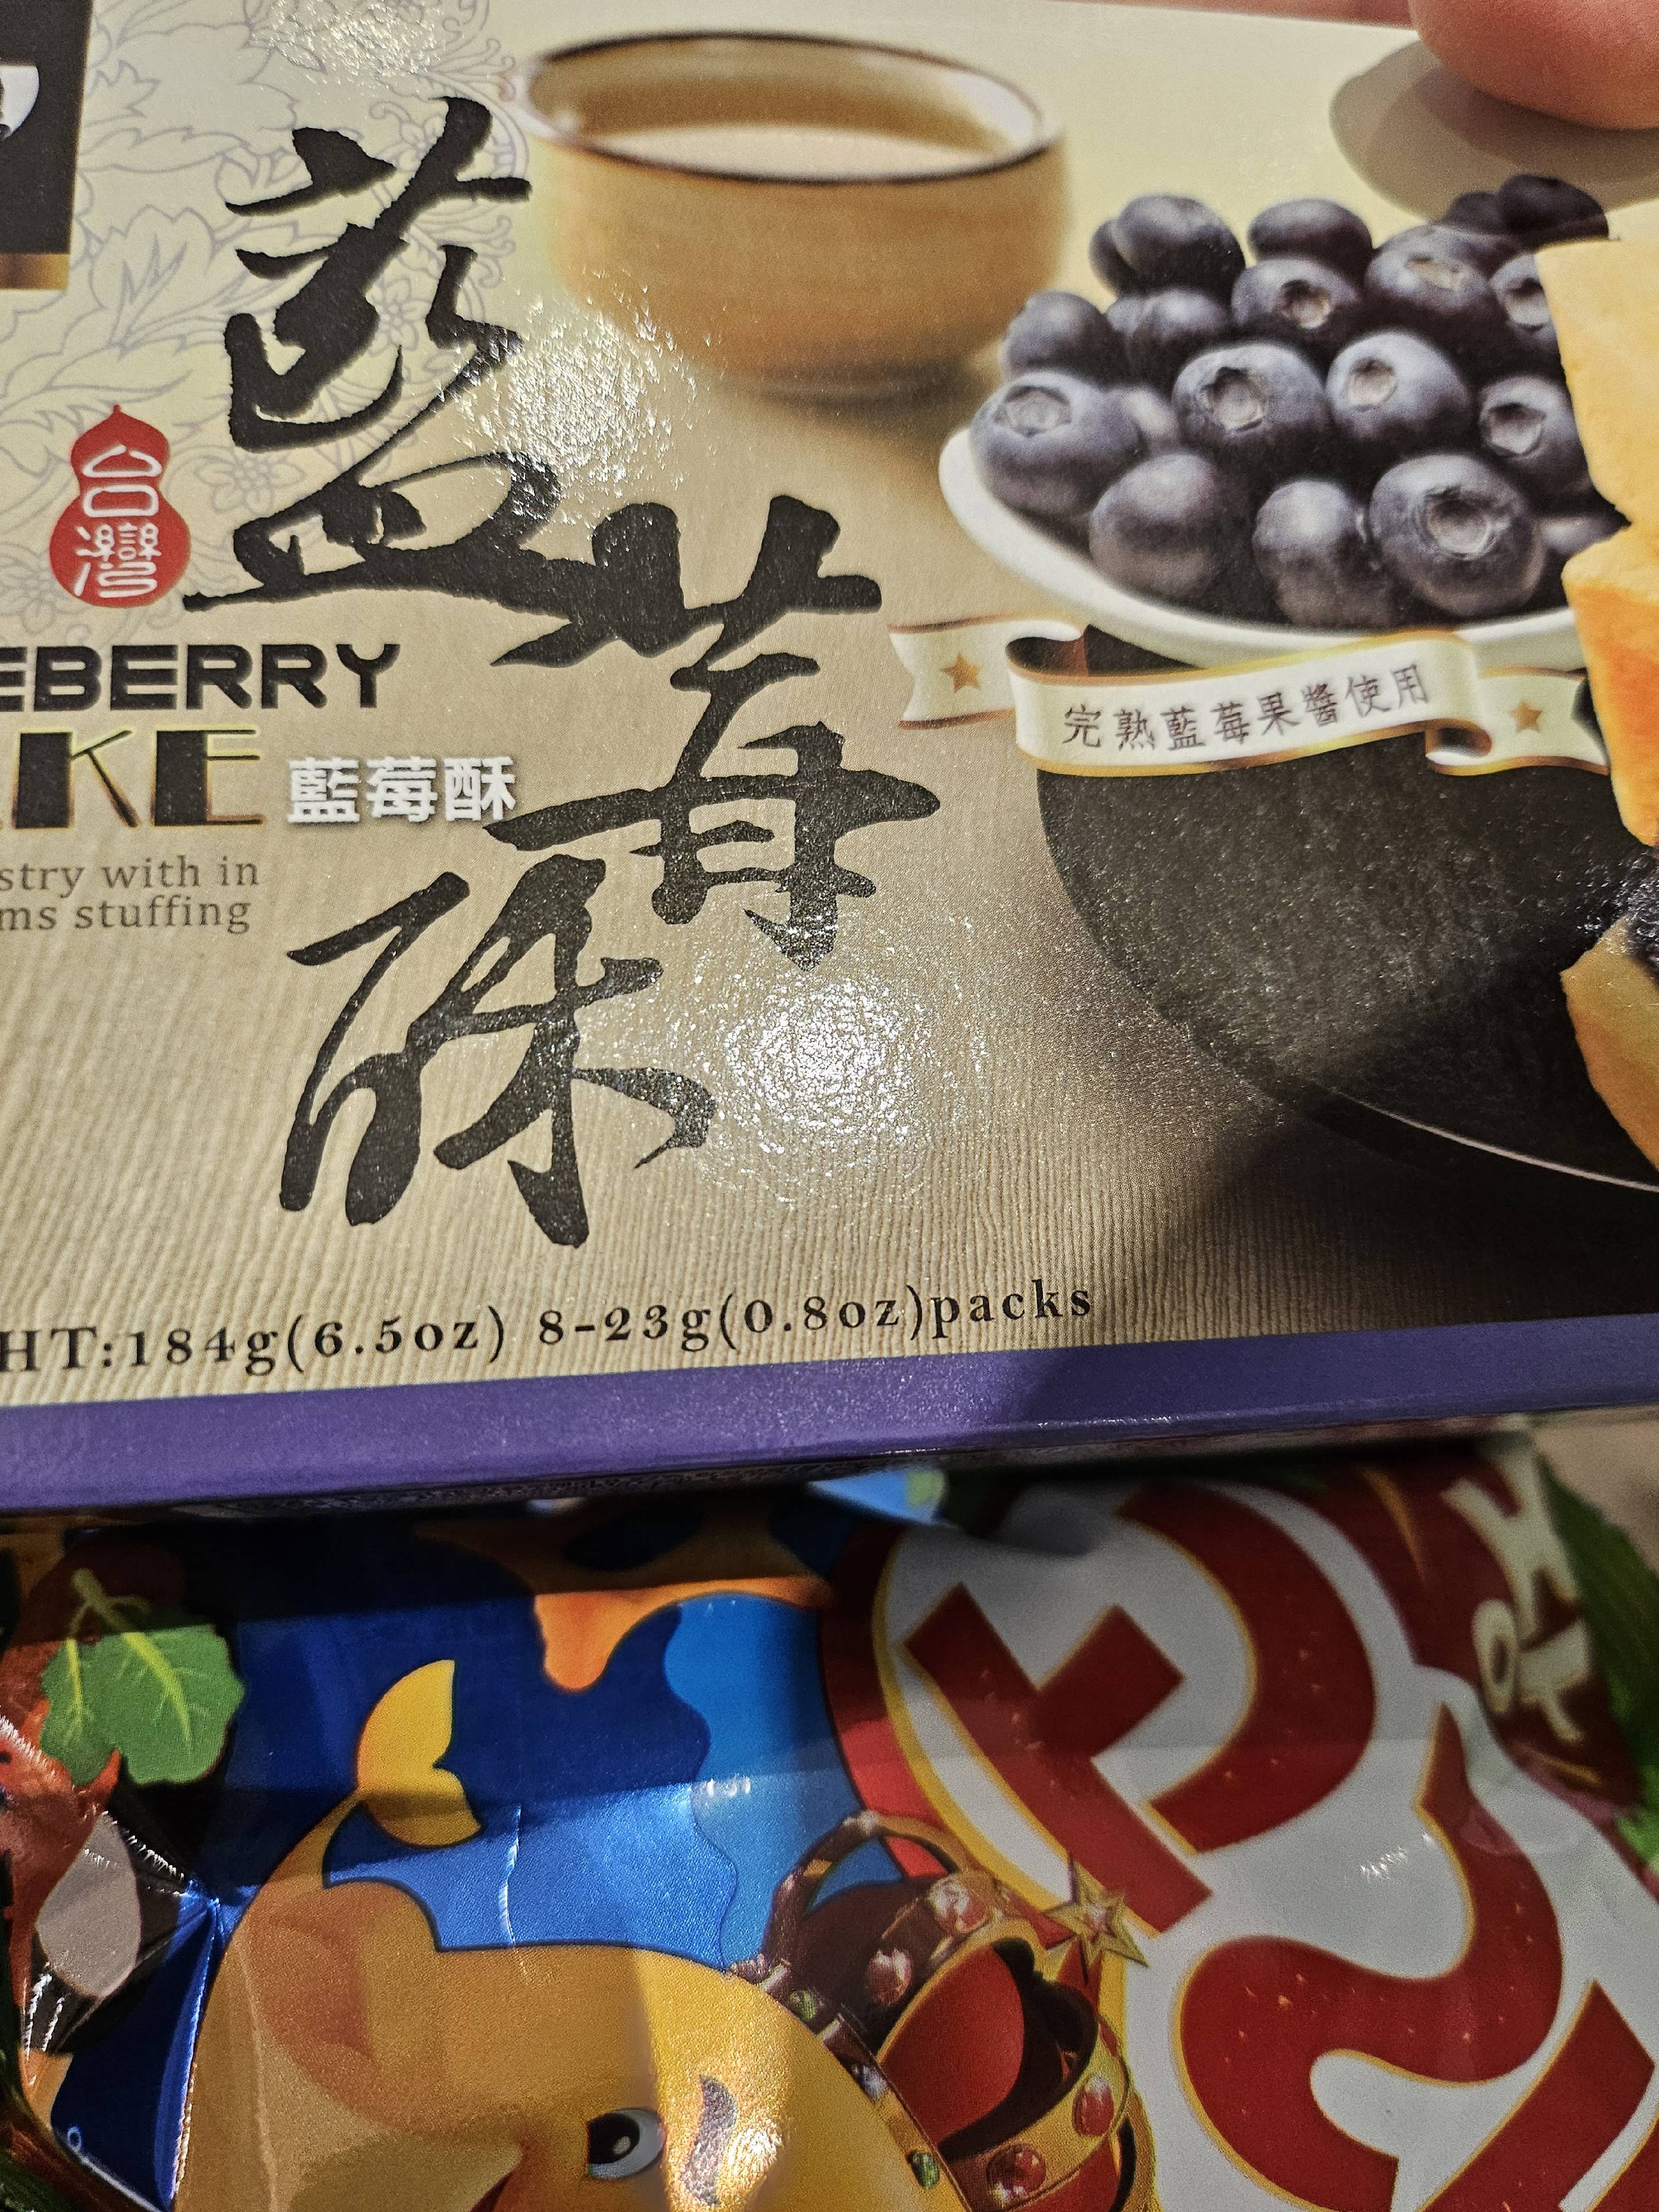 藍莓酥
台灣
EBERRY
KE 藍莓酥
stry with in
ms stuffing
完熟藍莓果醬使用
HT:184g(6.5oz) 8-23g(0.8oz)packs